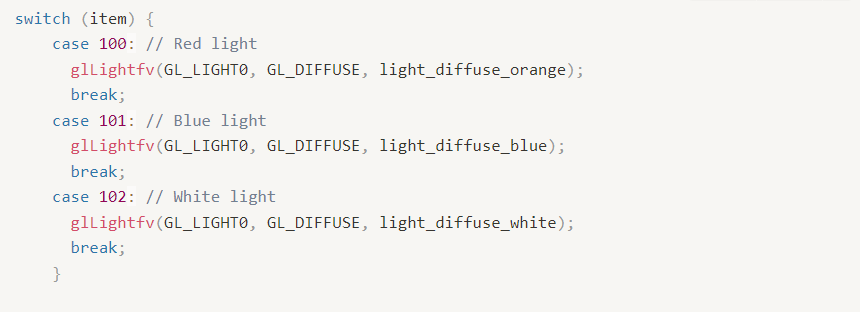 switch (item) {
    case 100: // Red light
      glLightfv(GL_LIGHT0, GL_DIFFUSE, light_diffuse_orange);
      break;
    case 101: // Blue light
      glLightfv(GL_LIGHT0, GL_DIFFUSE, light_diffuse_blue);
      break;
    case 102: // White light
      glLightfv(GL_LIGHT0, GL_DIFFUSE, light_diffuse_white);
      break;
    }